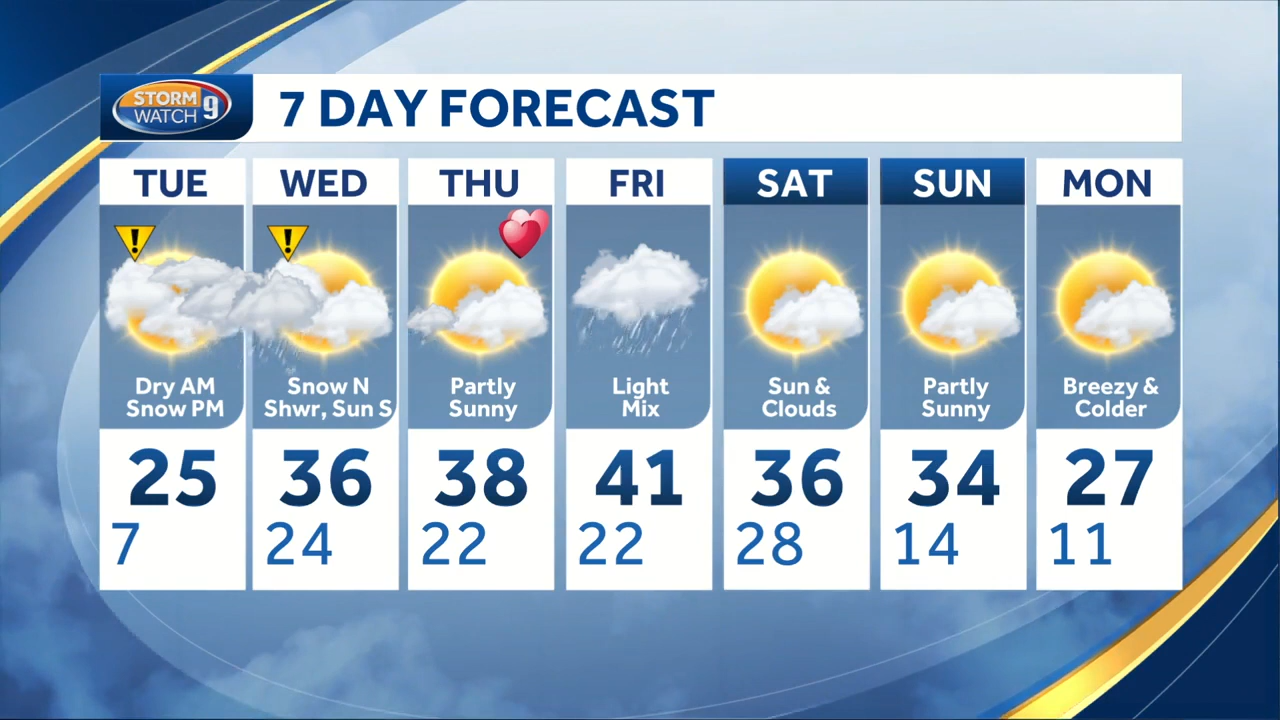 STORM
WATCH 9
7 DAY FORECAST
TUE WED THU FRI SAT SUN MON
! !
Dry AM Snow N Partly Light Sun & Partly Breezy &
Snow PM Shwr, Sun S Sunny Mix Clouds Sunny Colder
25 36 38 41 36 34 27
7 24 22 22 28 14 11